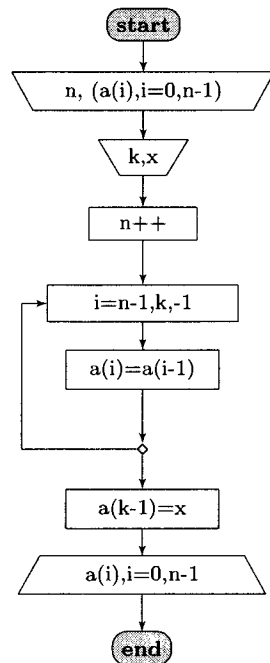 start
n, (a(i),i=0,n-1)
k,x
n++
i=n-1,k,-1
a(i)=a(i-1)
a(k-1)=x
a(i),i=0,n-1
end